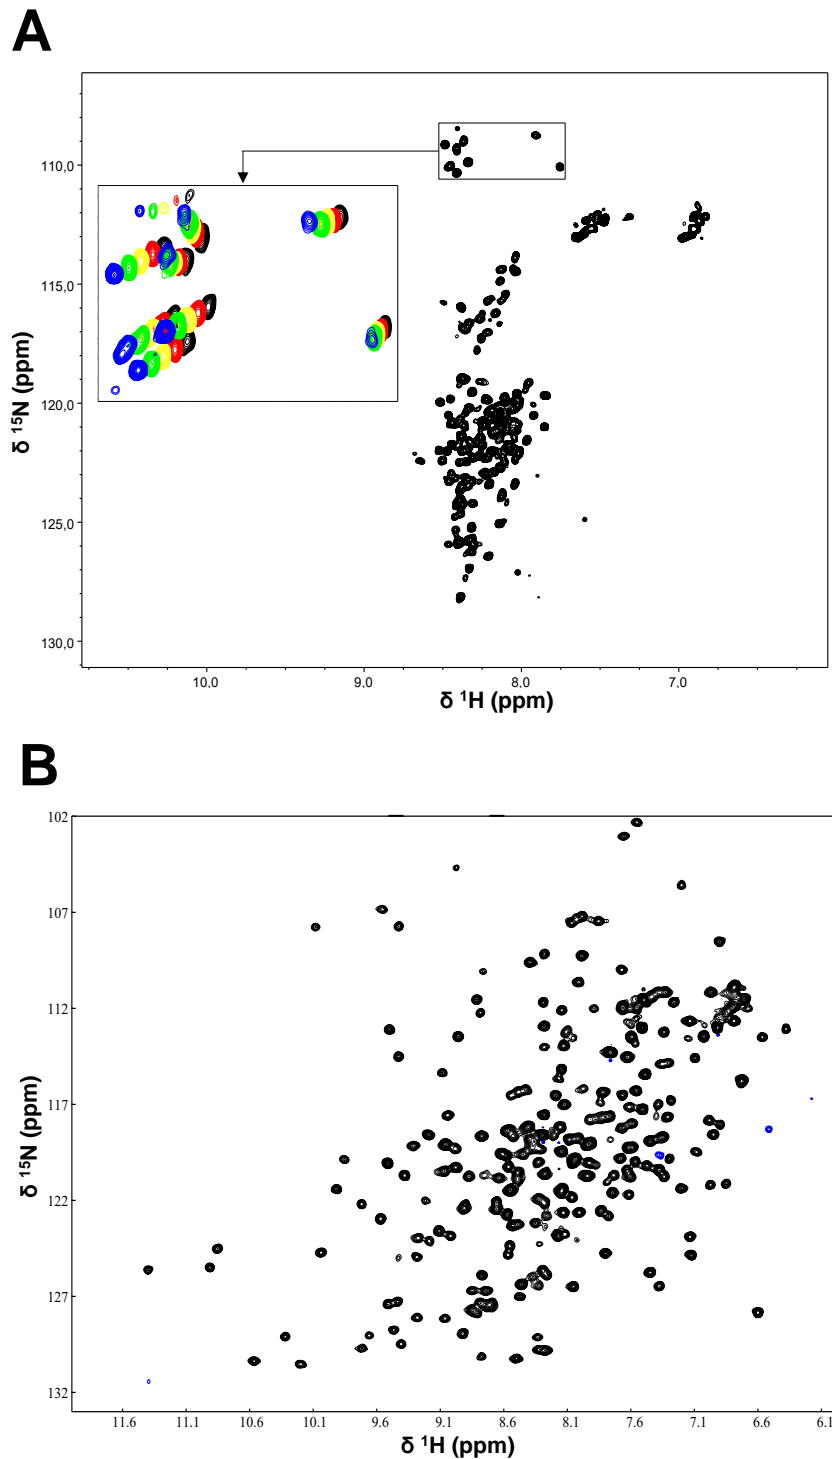 A
110,0
115,0
120,0
125,0
130,0
δ ¹⁵N (ppm)
10,0 9,0 8,0 7,0
δ ¹H (ppm)
B
102
107
112
117
122
127
132
δ ¹⁵N (ppm)
11.6 11.1 10.6 10.1 9.6 9.1 8.6 8.1 7.6 7.1 6.6 6.1
δ ¹H (ppm)